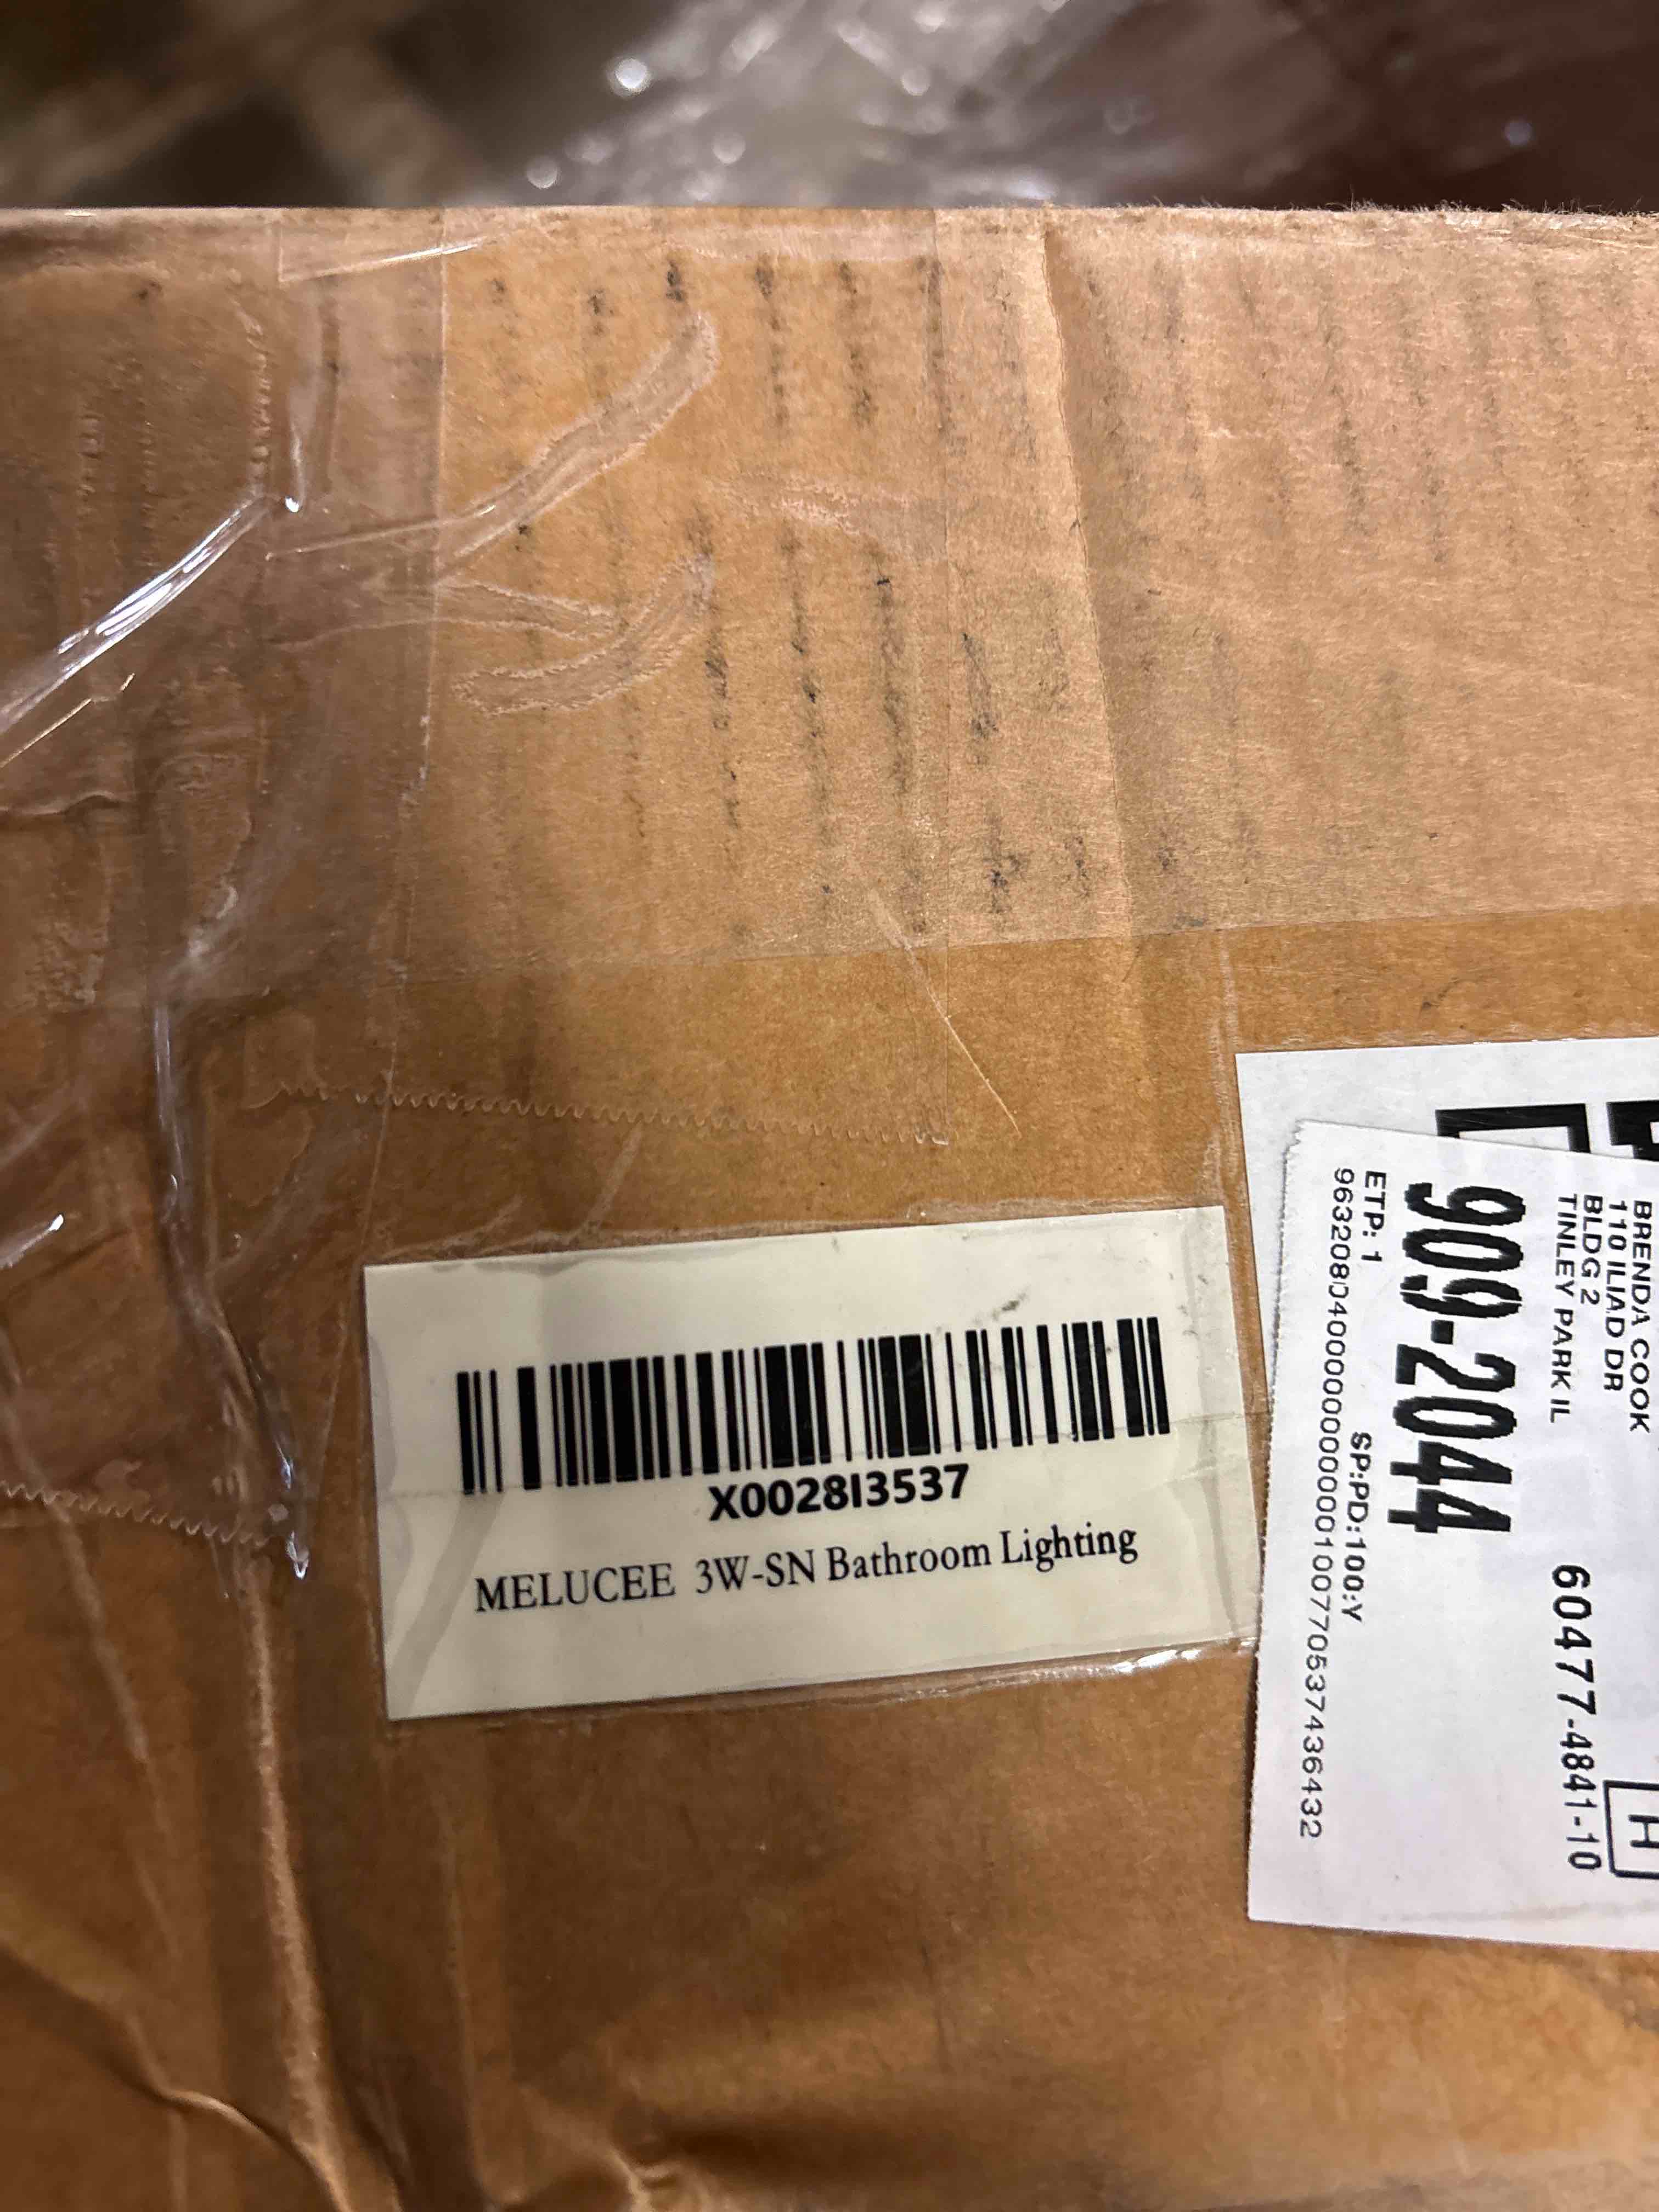 X0028I3537
MELUCEE 3W-SN Bathroom Lighting
BRENDA COOK
110 ILIAD DR
BLDG 2
TINLEY PARK IL
60477-4841-10
909-2044
ETP: 1 SP:PD:100:Y
H